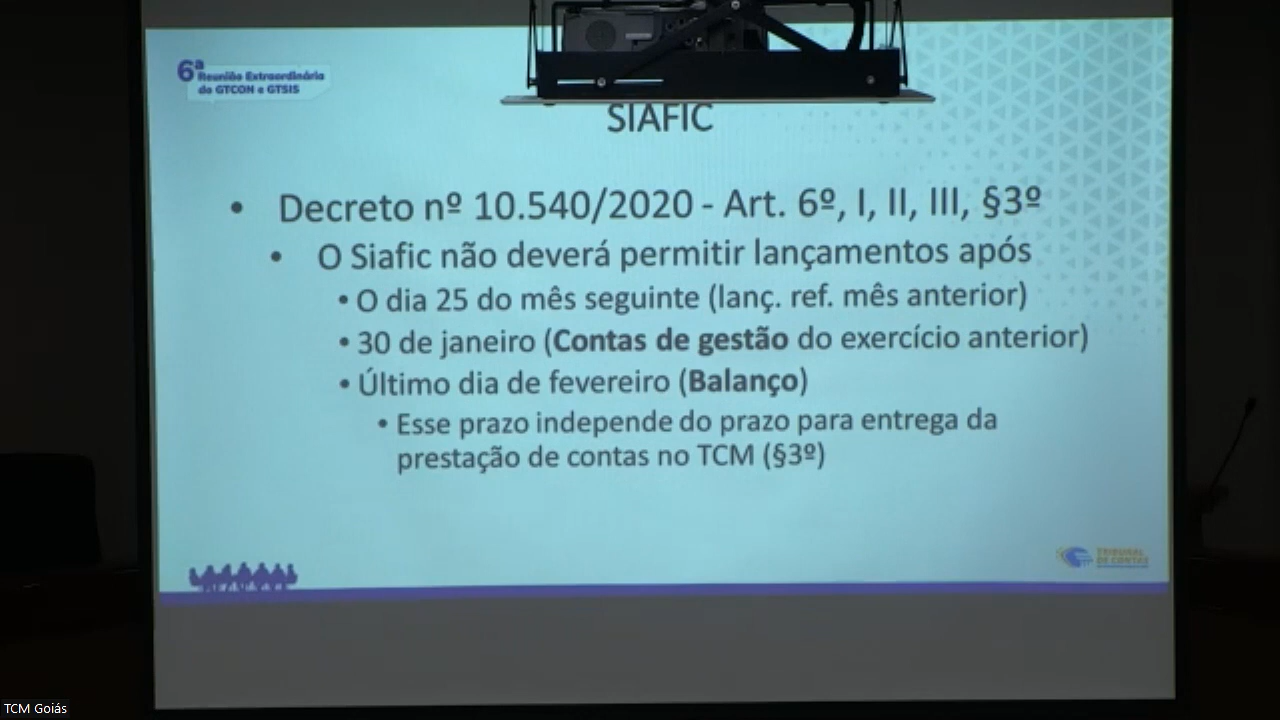 6ª
Reunião Extraordinária
do GTCON e GTSIS
SIAFIC
• Decreto nº 10.540/2020 - Art. 6º, I, II, III, §3º
• O Siafic não deverá permitir lançamentos após
• O dia 25 do mês seguinte (lanç. ref. mês anterior)
• 30 de janeiro (Contas de gestão do exercício anterior)
• Último dia de fevereiro (Balanço)
• Esse prazo independe do prazo para entrega da
prestação de contas no TCM (§3º)
TRIBUNAL
DE CONTAS
TCM Goiás